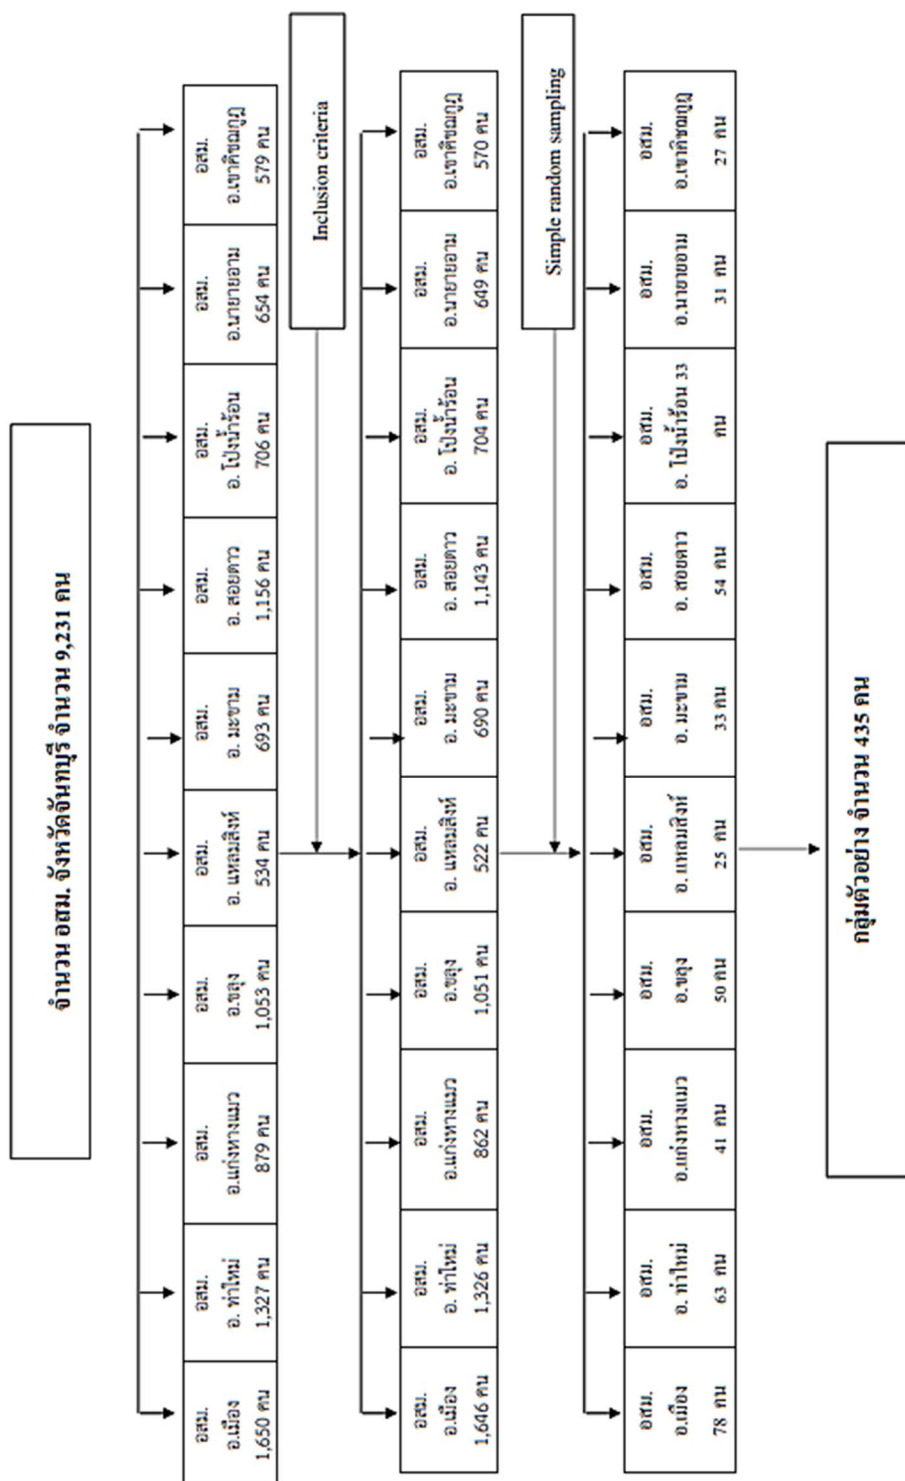 จำนวน อสม. จังหวัดจันทบุรี จำนวน 9,231 คน
อสม.
อ.เมือง
1,650 คน
อสม.
อ. ท่าใหม่
1,327 คน
อสม.
อ.แก่งหางแมว
879 คน
อสม.
อ.ขลุง
1,053 คน
อสม.
อ. แหลมสิงห์
534 คน
อสม.
อ. มะขาม
693 คน
อสม.
อ. สอยดาว
1,156 คน
อสม.
อ. โป่งน้ำร้อน
706 คน
อสม.
อ.นายายอาม
654 คน
อสม.
อ.เขาคิชฌกูฏ
579 คน
Inclusion criteria
อสม.
อ.เมือง
1,646 คน
อสม.
อ. ท่าใหม่
1,326 คน
อสม.
อ.แก่งหางแมว
862 คน
อสม.
อ.ขลุง
1,051 คน
อสม.
อ. แหลมสิงห์
522 คน
อสม.
อ. มะขาม
690 คน
อสม.
อ. สอยดาว
1,143 คน
อสม.
อ. โป่งน้ำร้อน
704 คน
อสม.
อ.นายายอาม
649 คน
อสม.
อ.เขาคิชฌกูฏ
570 คน
Simple random sampling
อสม.
อ.เมือง
78 คน
อสม.
อ. ท่าใหม่
63 คน
อสม.
อ.แก่งหางแมว
41 คน
อสม.
อ.ขลุง
50 คน
อสม.
อ. แหลมสิงห์
25 คน
อสม.
อ. มะขาม
33 คน
อสม.
อ. สอยดาว
54 คน
อสม.
อ. โป่งน้ำร้อน 33
คน
อสม.
อ.นายายอาม
31 คน
อสม.
อ.เขาคิชฌกูฏ
27 คน
กลุ่มตัวอย่าง จำนวน 435 คน